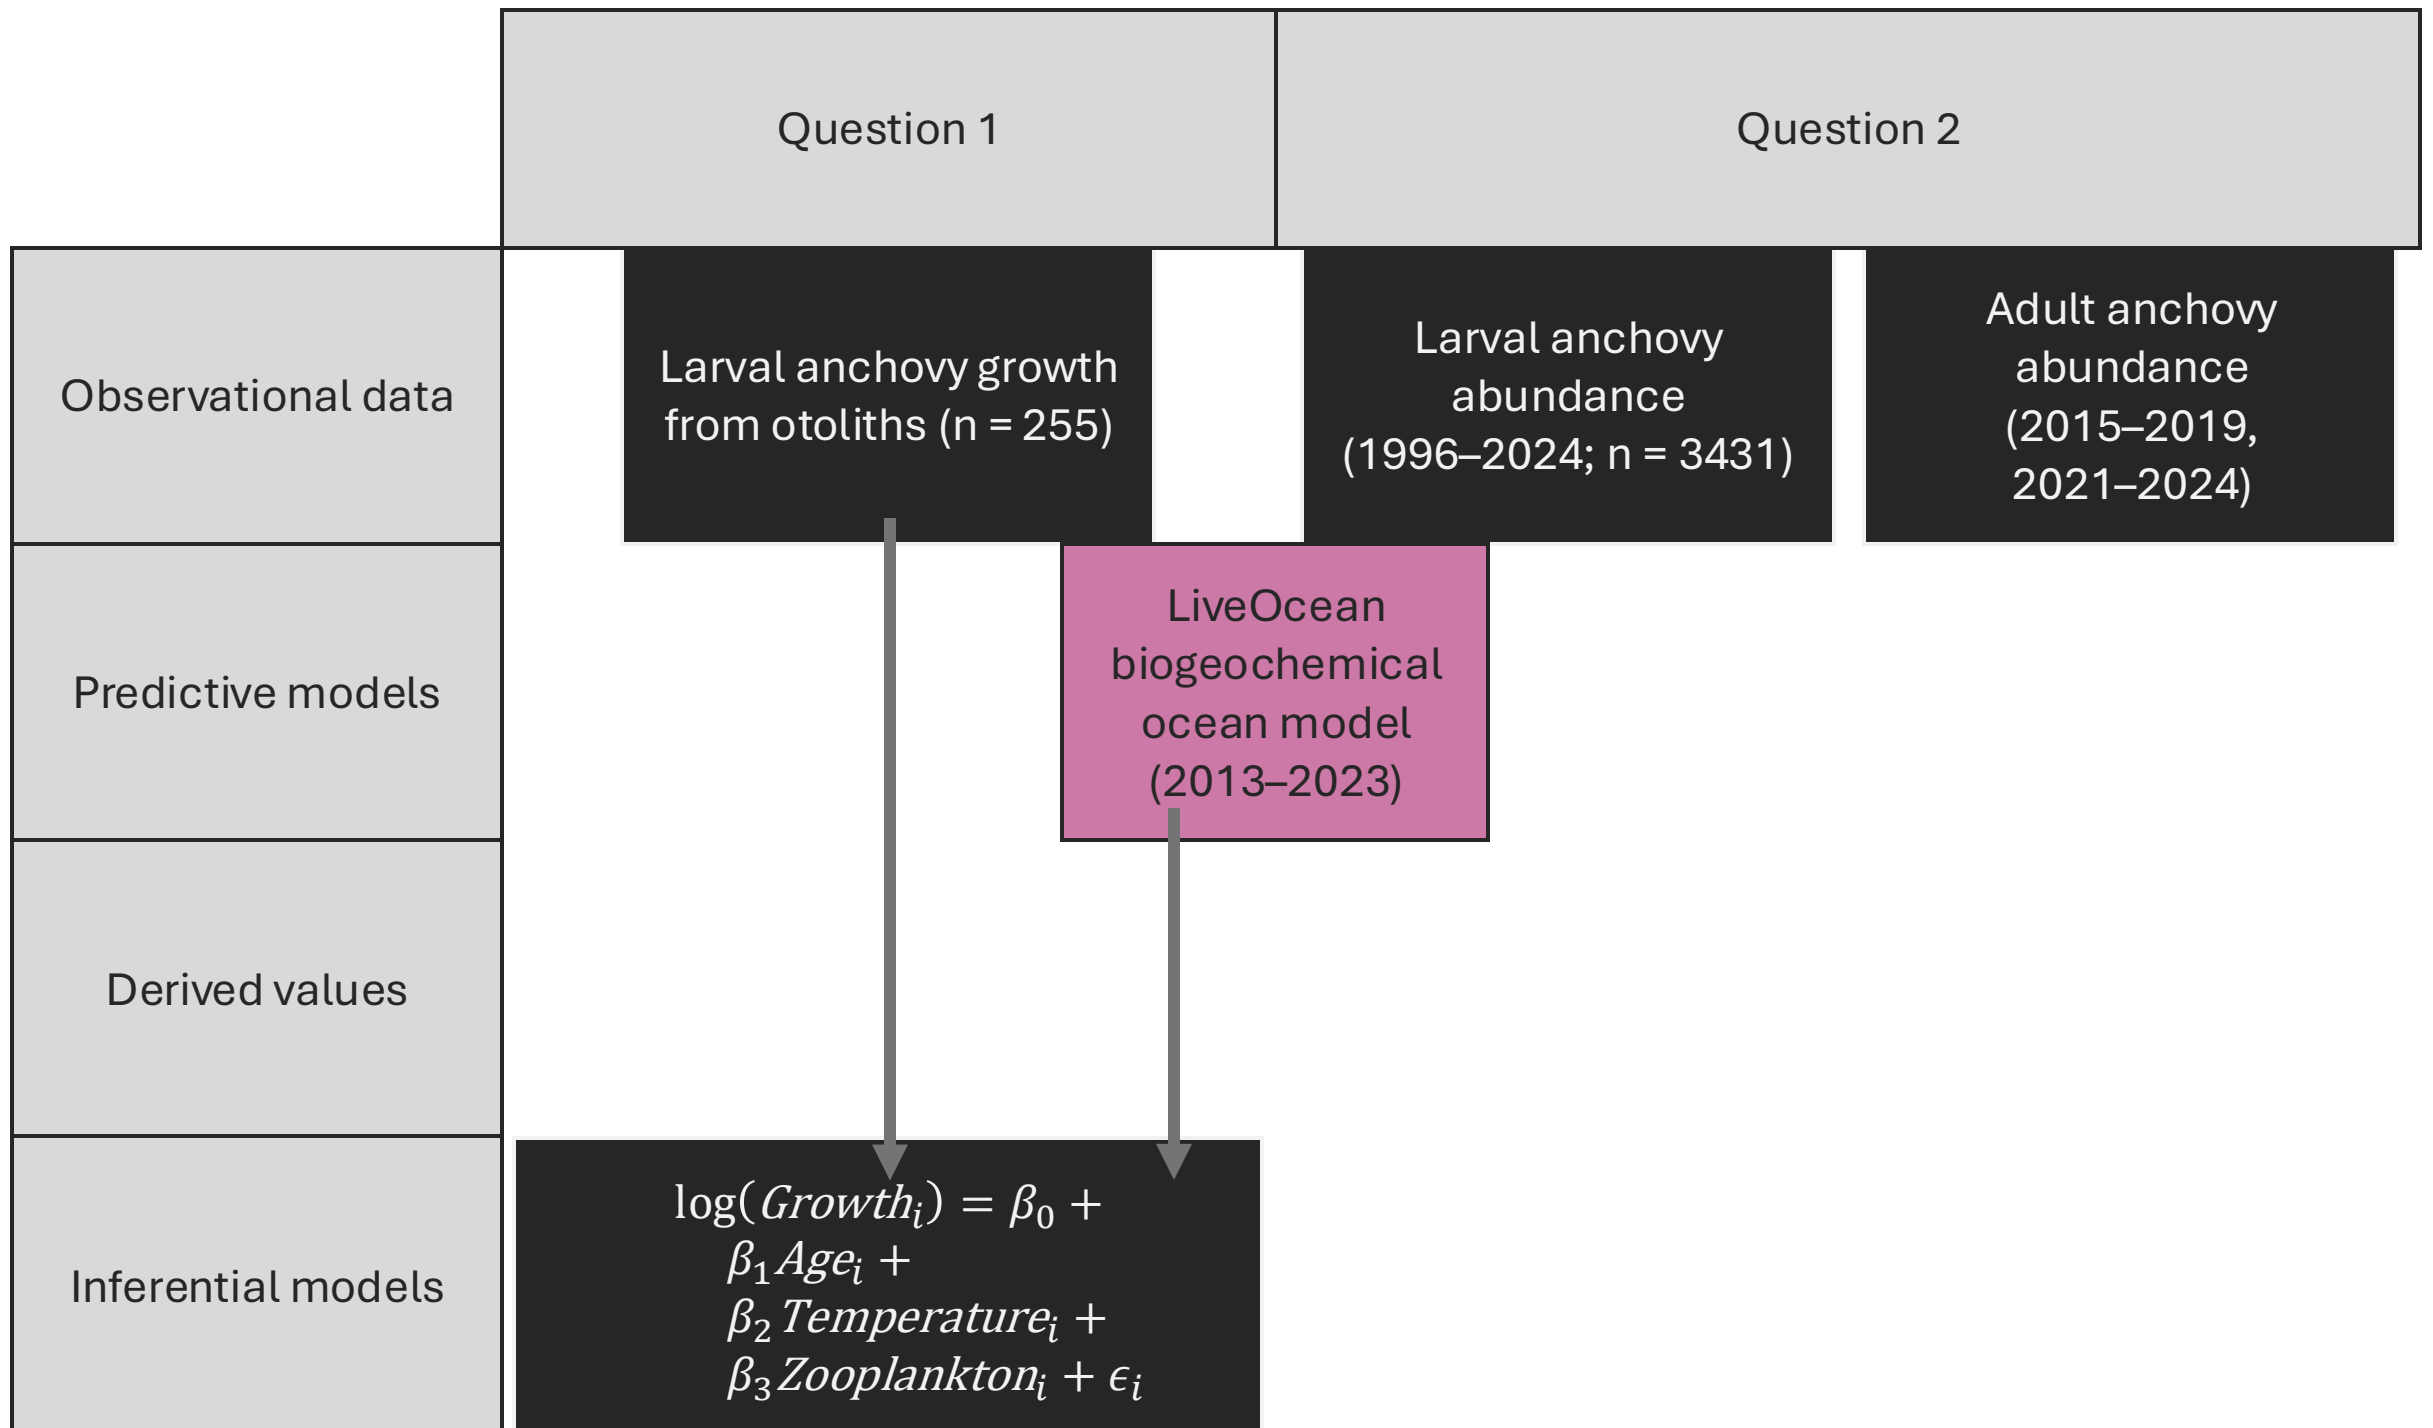 Question 1
Question 2
Observational data
Larval anchovy growth
from otoliths (n = 255)
Larval anchovy
abundance
(1996–2024; n = 3431)
Adult anchovy
abundance
(2015–2019,
2021–2024)
Predictive models
LiveOcean
biogeochemical
ocean model
(2013–2023)
Derived values
Inferential models
log(Growthᵢ) = β₀ +
β₁Ageᵢ +
β₂Temperatureᵢ +
β₃Zooplanktonᵢ + ϵᵢ